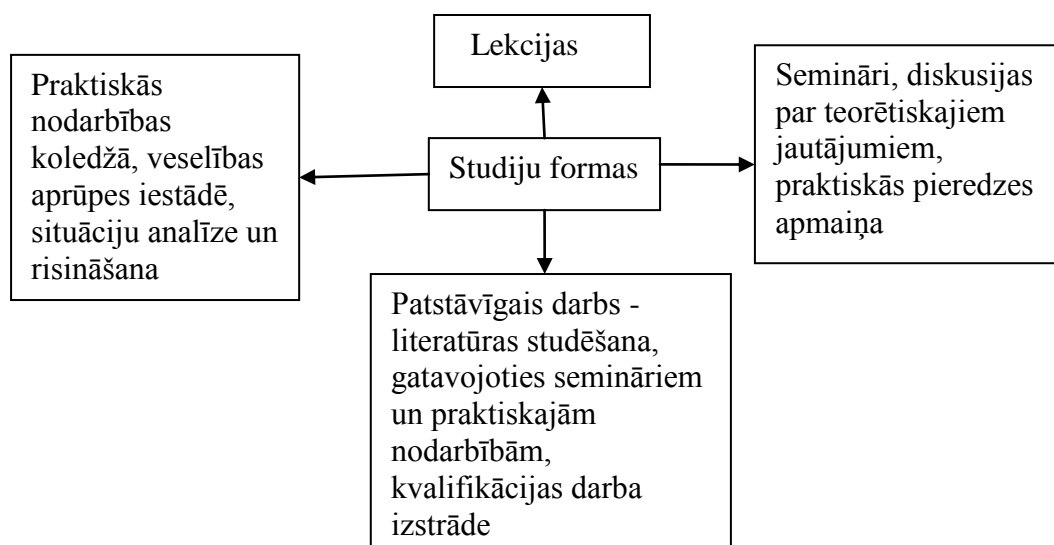 Lekcijas
Praktiskās
nodarbības
koledžā, veselības
aprūpes iestādē,
situāciju analīze un
risināšana
Studiju formas
Semināri, diskusijas
par teorētiskajiem
jautājumiem,
praktiskās pieredzes
apmaiņa
Patstāvīgais darbs -
literatūras studēšana,
gatavojoties semināriem
un praktiskajām
nodarbībām,
kvalifikācijas darba
izstrāde